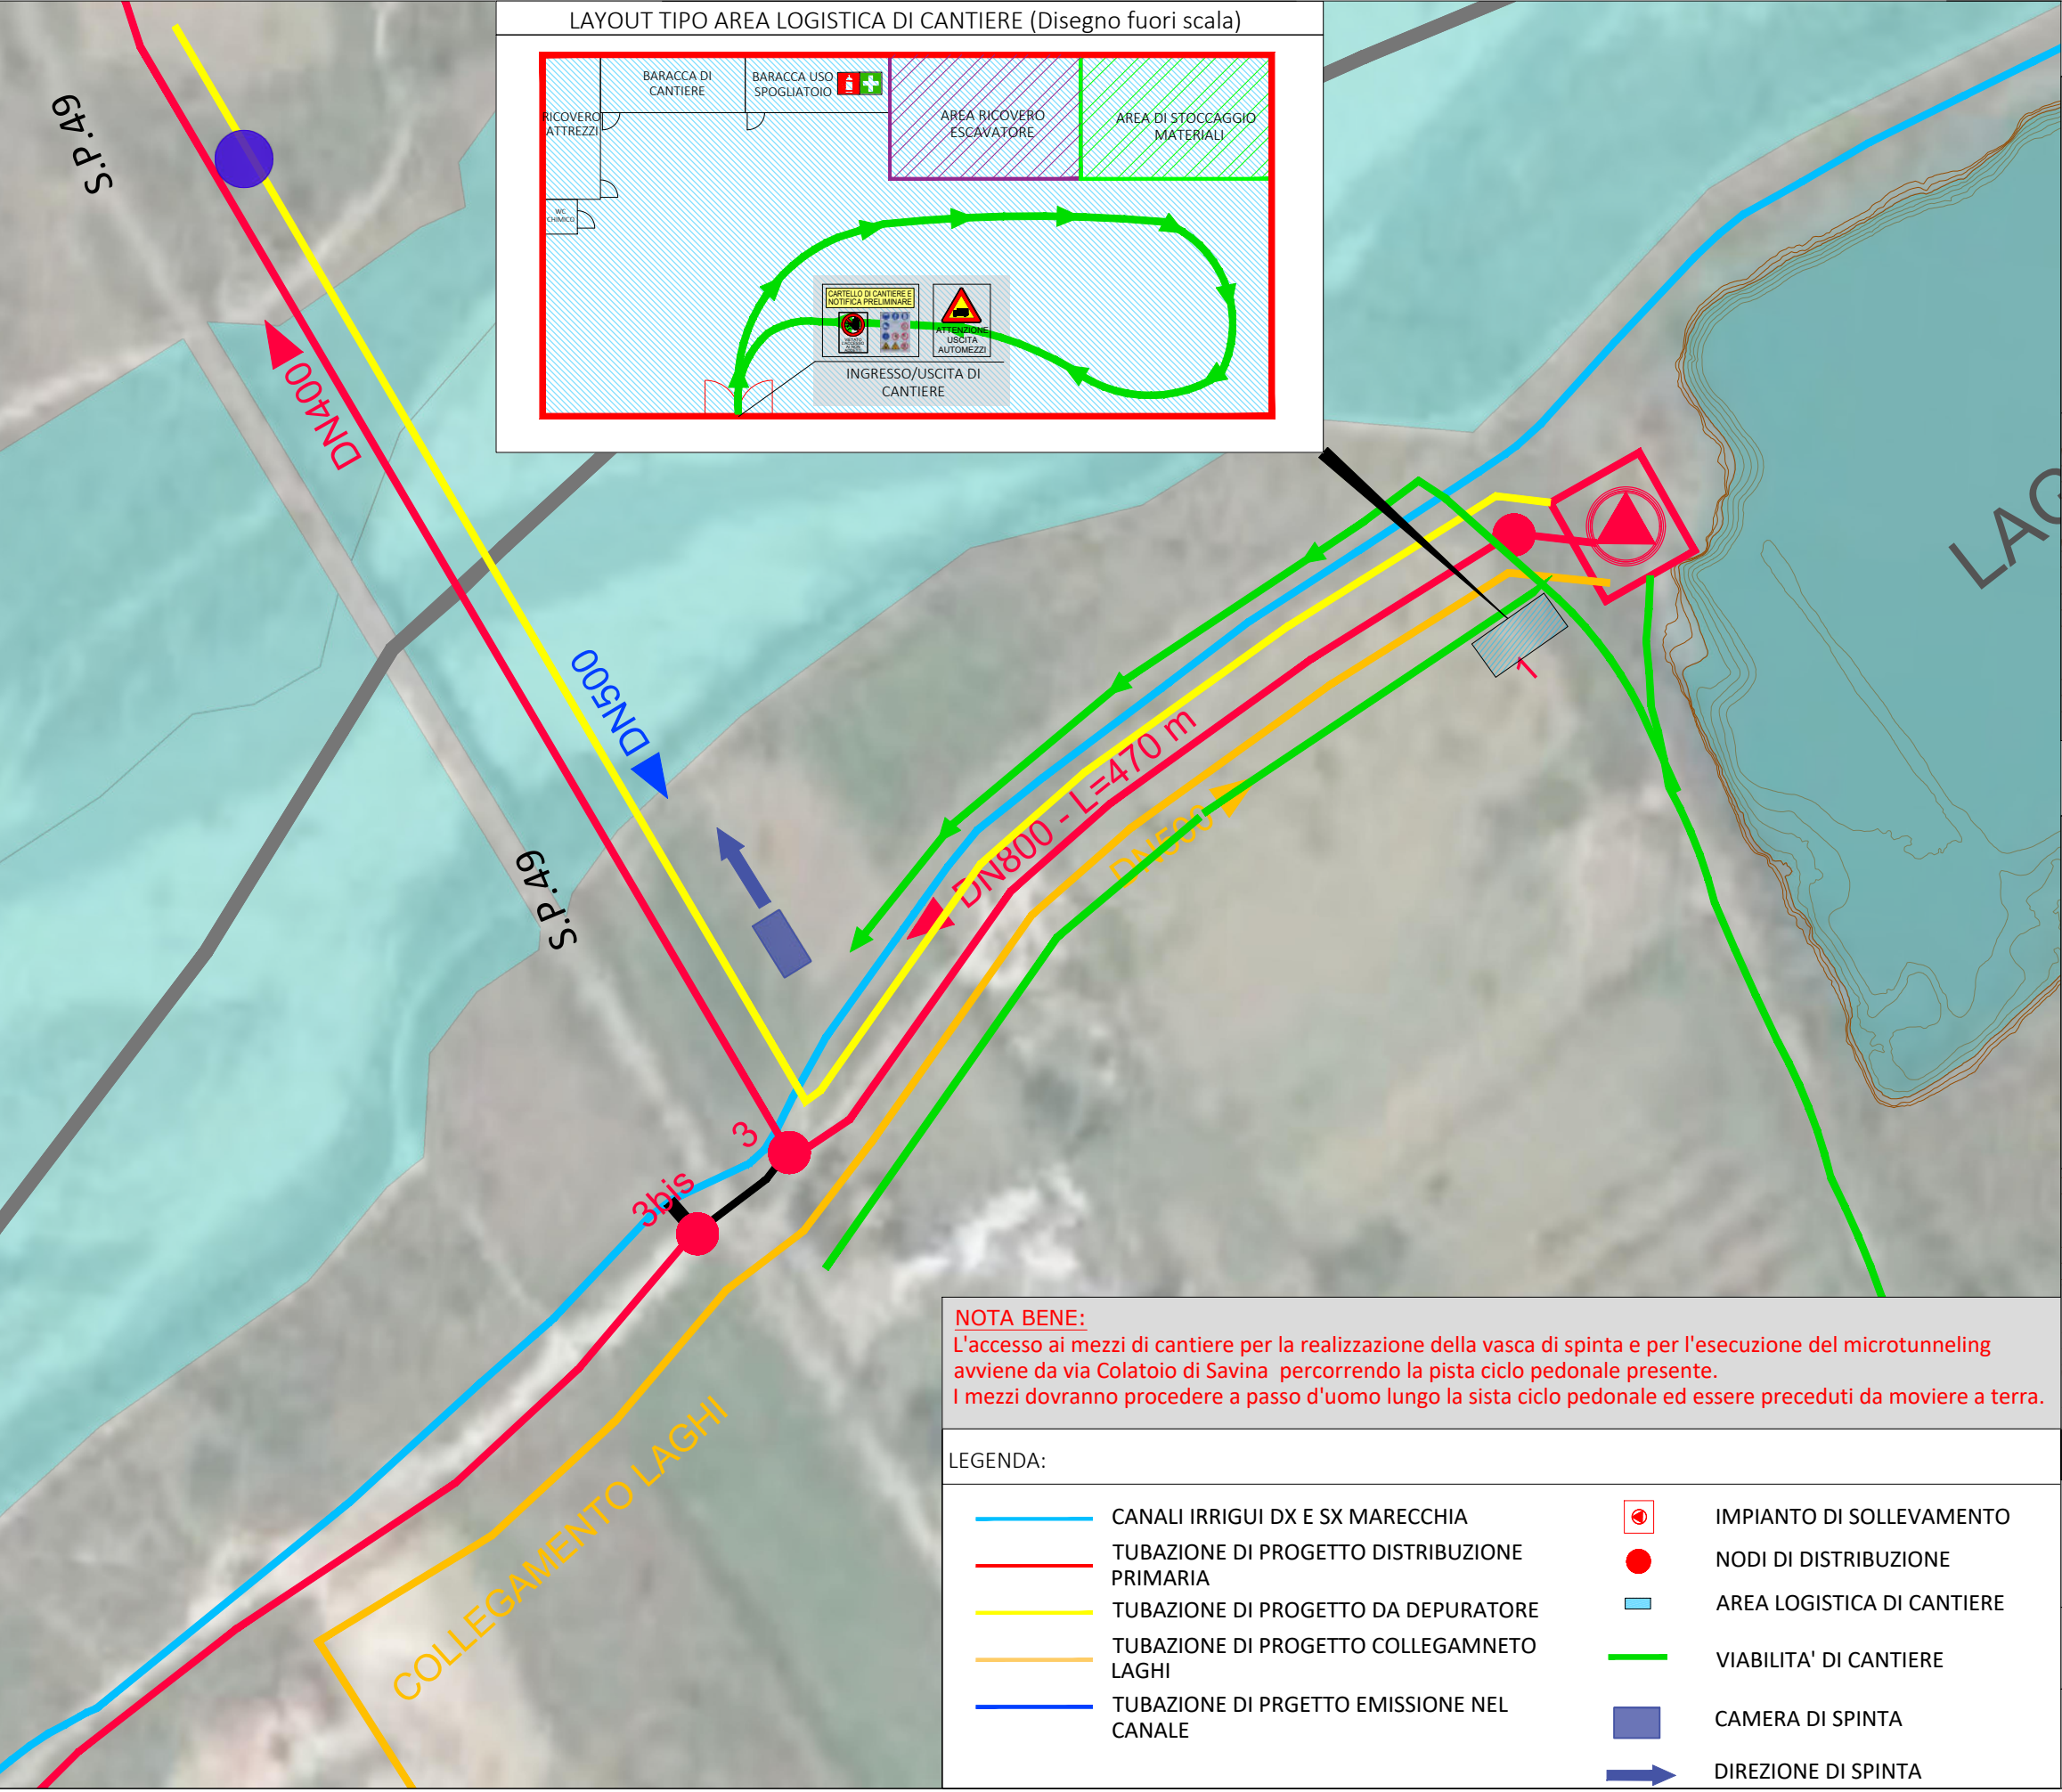 LAYOUT TIPO AREA LOGISTICA DI CANTIERE (Disegno fuori scala)
RICOVERO
ATTREZZI
BARACCA DI
CANTIERE
BARACCA USO
SPOGLIATOIO
AREA RICOVERO
ESCAVATORE
AREA DI STOCCAGGIO
MATERIALI
WC
CHIMICO
CARTELLO DI CANTIERE E
NOTIFICA PRELIMINARE
ATTENZIONE
USCITA
AUTOMEZZI
INGRESSO/USCITA DI
CANTIERE
S.P.49
DN400
DN500
S.P.49
LAG
1
DN800 - L=470 m
DN500
3
3bis
COLLEGAMENTO LAGHI
NOTA BENE:
L'accesso ai mezzi di cantiere per la realizzazione della vasca di spinta e per l'esecuzione del microtunneling
avviene da via Colatoio di Savina percorrendo la pista ciclo pedonale presente.
I mezzi dovranno procedere a passo d'uomo lungo la sista ciclo pedonale ed essere preceduti da moviere a terra.
LEGENDA:
CANALI IRRIGUI DX E SX MARECCHIA
TUBAZIONE DI PROGETTO DISTRIBUZIONE
PRIMARIA
TUBAZIONE DI PROGETTO DA DEPURATORE
TUBAZIONE DI PROGETTO COLLEGAMNETO
LAGHI
TUBAZIONE DI PRGETTO EMISSIONE NEL
CANALE
IMPIANTO DI SOLLEVAMENTO
NODI DI DISTRIBUZIONE
AREA LOGISTICA DI CANTIERE
VIABILITA' DI CANTIERE
CAMERA DI SPINTA
DIREZIONE DI SPINTA